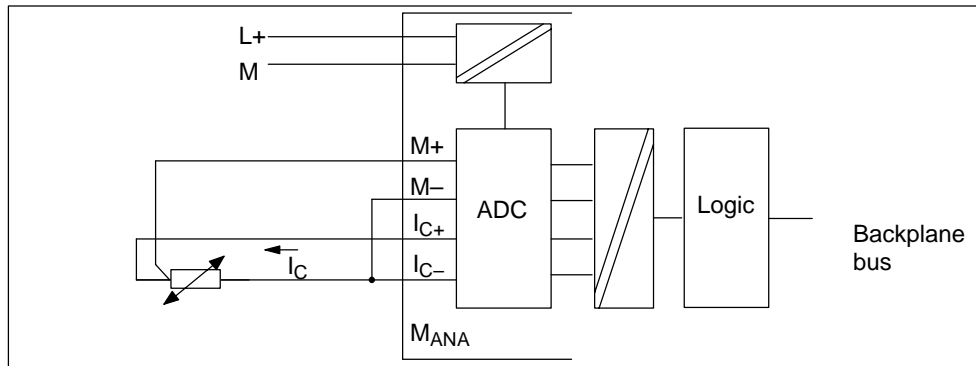 L+
M
M+
M–
I_C+
I_C–
I_C
M_ANA
ADC
Logic
Backplane
bus